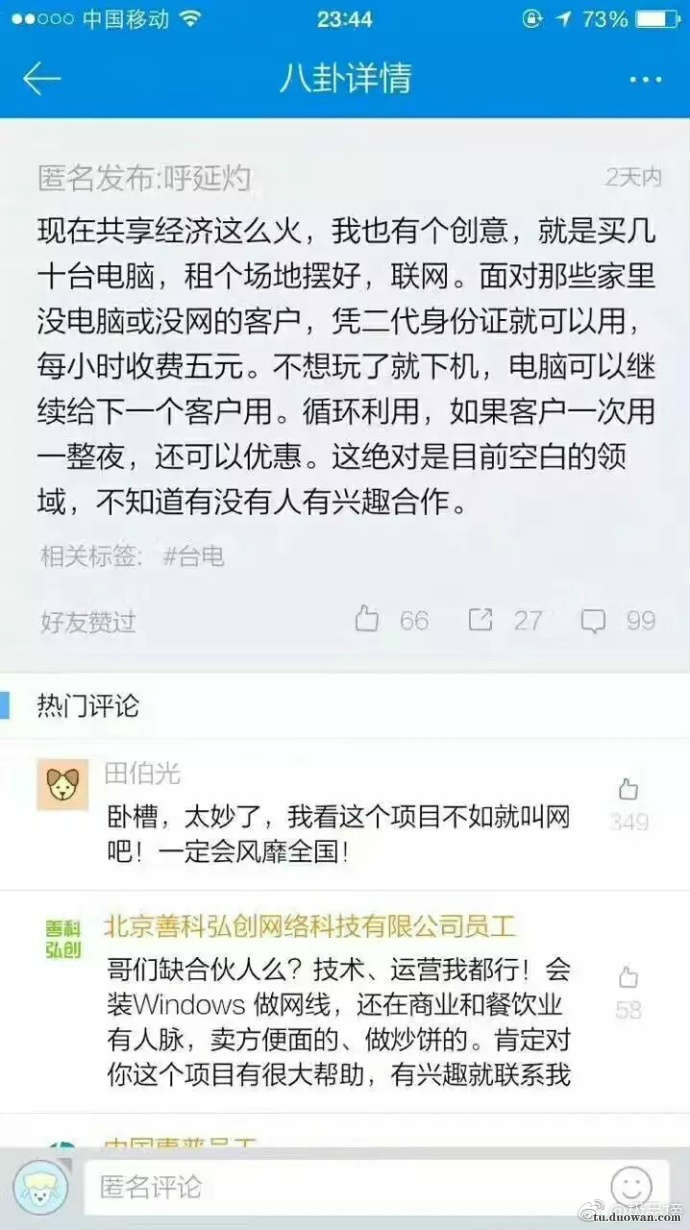 中国移动 23:44 73%
八卦详情
匿名发布:呼延灼 2天内
现在共享经济这么火，我也有个创意，就是买几
十台电脑，租个场地摆好，联网。面对那些家里
没电脑或没网的客户，凭二代身份证就可以用，
每小时收费五元。不想玩了就下机，电脑可以继
续给下一个客户用。循环利用，如果客户一次用
一整夜，还可以优惠。这绝对是目前空白的领
域，不知道有没有人有兴趣合作。
相关标签: #台电
好友赞过 66 27 99
热门评论
田伯光
卧槽，太妙了，我看这个项目不如就叫网
吧！一定会风靡全国！
349
善科
弘创
北京善科弘创网络科技有限公司员工
哥们缺合伙人么？技术、运营我都行！会
装Windows 做网线，还在商业和餐饮业
有人脉，卖方便面的、做炒饼的。肯定对
你这个项目有很大帮助，有兴趣就联系我
58
中国惠普员工
匿名评论
tu.duowan.com